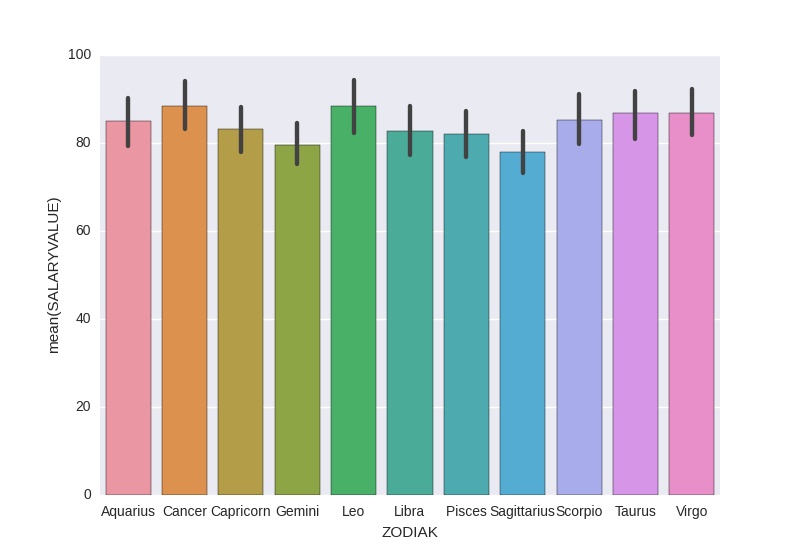 100
80
60
40
20
0
mean(SALARYVALUE)
Aquarius Cancer Capricorn Gemini Leo Libra Pisces Sagittarius Scorpio Taurus Virgo
ZODIAK